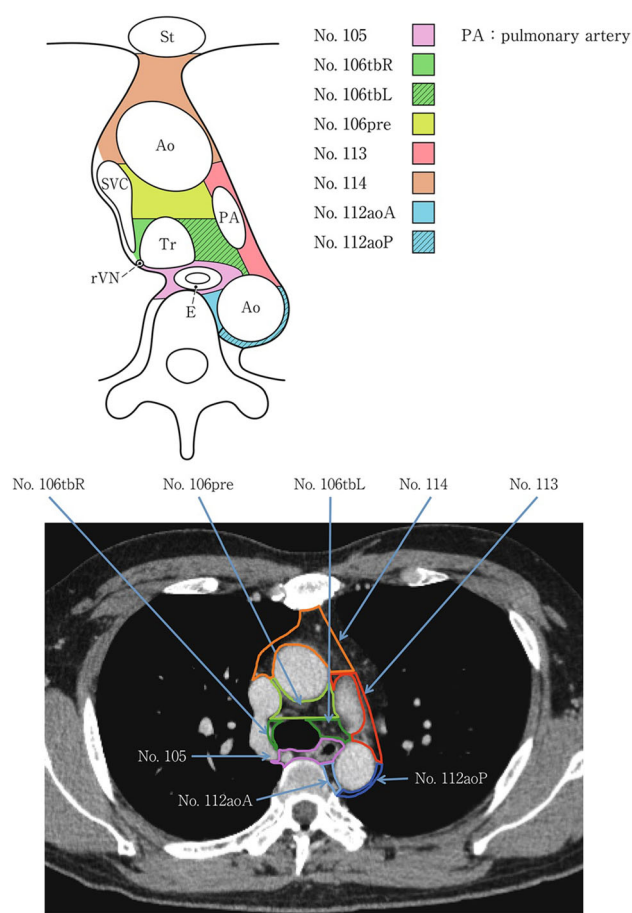 St
Ao
SVC
PA
Tr
rVN
E
Ao
No. 105
No. 106tbR
No. 106tbL
No. 106pre
No. 113
No. 114
No. 112aoA
No. 112aoP
PA : pulmonary artery
No. 106tbR No. 106pre No. 106tbL No. 114 No. 113
No. 105
No. 112aoA
No. 112aoP